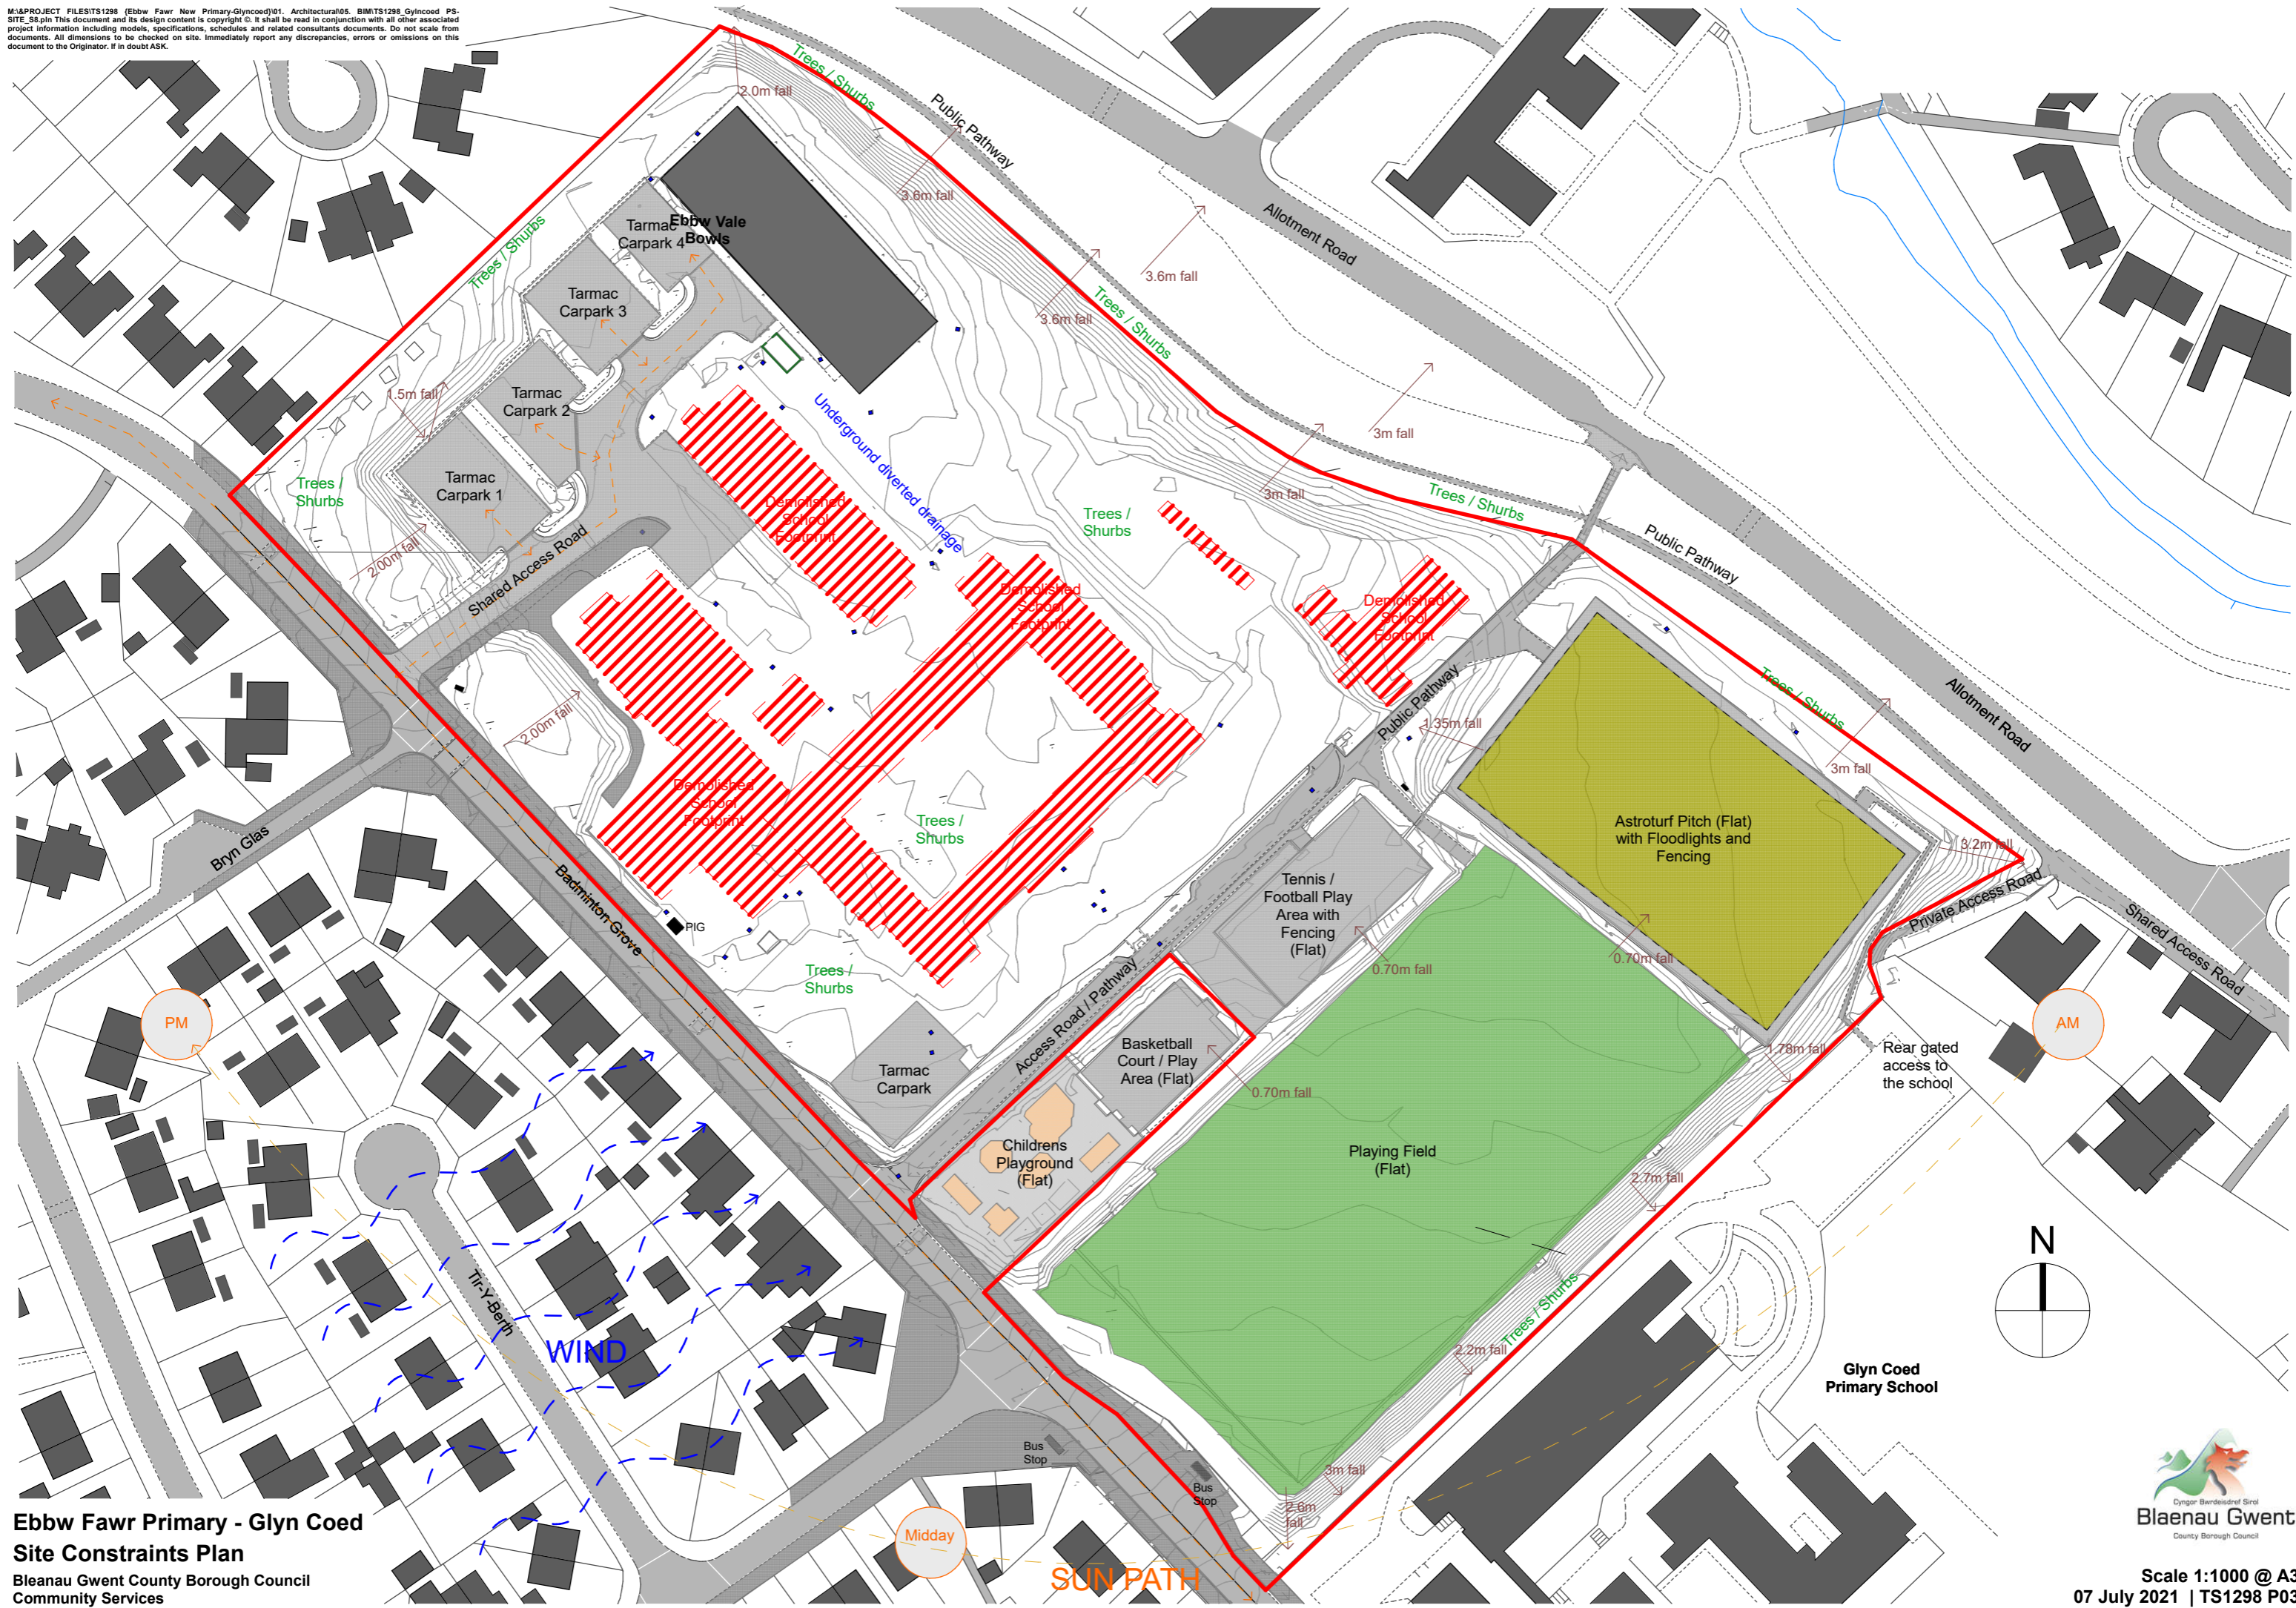 M:\&PROJECT FILES\TS1298 {Ebbw Fawr New Primary-Glyncoed}\01. Architectural\05. BIM\TS1298_Gylncoed PS-
SITE_S8.pln This document and its design content is copyright ©. It shall be read in conjunction with all other associated
project information including models, specifications, schedules and related consultants documents. Do not scale from
documents. All dimensions to be checked on site. Immediately report any discrepancies, errors or omissions on this
document to the Originator. If in doubt ASK.
Trees / Shurbs
2.0m fall
Public Pathway
3.6m fall
Allotment Road
Trees / Shurbs
Tarmac
Carpark 4
Ebbw Vale
Bowls
3.6m fall
Tarmac
Carpark 3
3.6m fall
Trees / Shurbs
1.5m fall
Tarmac
Carpark 2
Underground diverted drainage
3m fall
Tarmac
Carpark 1
Trees /
Shurbs
3m fall
Trees / Shurbs
Demolished
School
Footprint
Trees /
Shurbs
Public Pathway
2.00m fall
Shared Access Road
Demolished
School
Footprint
Demolished
School
Footprint
Trees / Shurbs
Allotment Road
2.00m fall
Public Pathway
1.35m fall
3m fall
Demolished
School
Footprint
Trees /
Shurbs
Astroturf Pitch (Flat)
with Floodlights and
Fencing
3.2m fall
Bryn Glas
Badminton Grove
Tennis /
Football Play
Area with
Fencing
(Flat)
Private Access Road
PIG
Shared Access Road
0.70m fall
0.70m fall
Trees /
Shurbs
Access Road / Pathway
PM
AM
Basketball
Court / Play
Area (Flat)
1.78m fall
Rear gated
access to
the school
Tarmac
Carpark
0.70m fall
Childrens
Playground
(Flat)
Playing Field
(Flat)
2.7m fall
N
Tir-Y-Berth
WIND
Trees / Shurbs
2.2m fall
Glyn Coed
Primary School
Bus
Stop
3m fall
Bus
Stop
2.6m
fall
Midday
SUN PATH
Ebbw Fawr Primary - Glyn Coed
Site Constraints Plan
Bleanau Gwent County Borough Council
Community Services
Cyngor Bwrdeisdref Sirol
Blaenau Gwent
County Borough Council
Scale 1:1000 @ A3
07 July 2021 | TS1298 P03